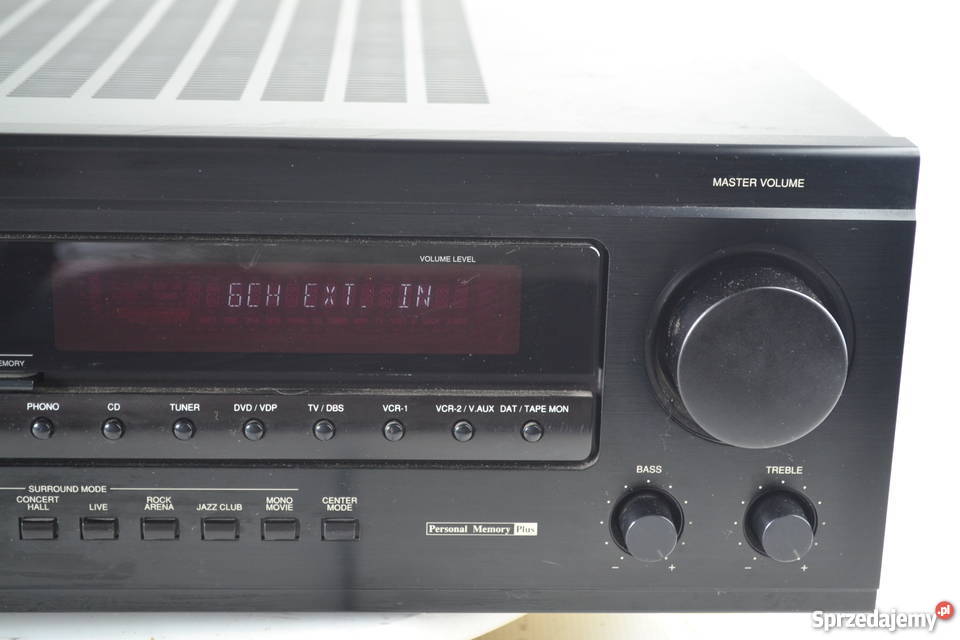 MASTER VOLUME
VOLUME LEVEL
6CH EXT. IN
EMORY
PHONO CD TUNER DVD / VDP TV / DBS VCR-1 VCR-2 / V.AUX DAT / TAPE MON
BASS TREBLE
SURROUND MODE
CONCERT HALL LIVE ROCK ARENA JAZZ CLUB MONO MOVIE CENTER MODE
Personal Memory Plus
- + - +
Sprzedajemy.pl